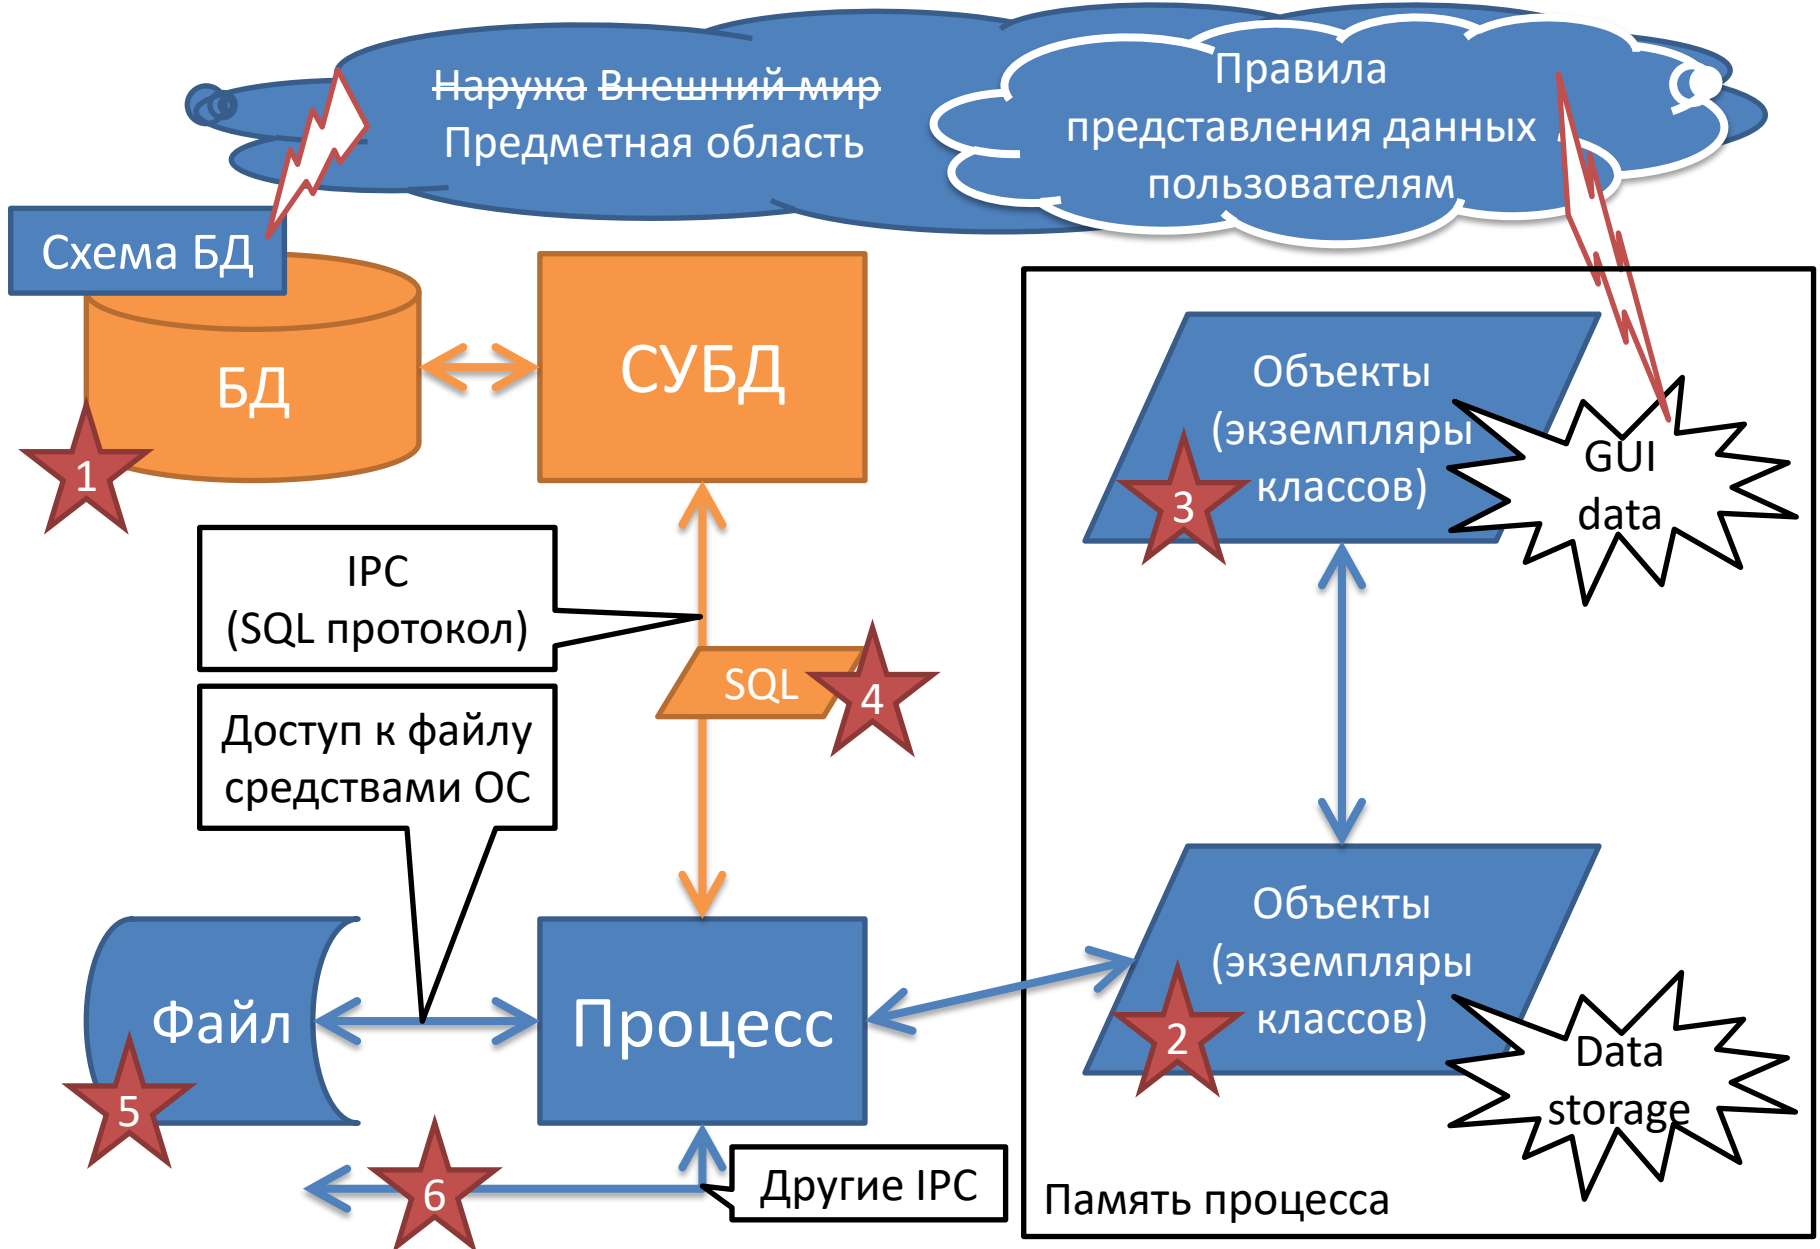 Наружа Внешний мир
Предметная область
Правила
представления данных
пользователям
Схема БД
БД
СУБД
1
IPC
(SQL протокол)
SQL
4
Доступ к файлу
средствами ОС
Файл
5
Процесс
6
Другие IPC
Объекты
(экземпляры
классов)
3
GUI
data
Объекты
(экземпляры
классов)
2
Data
storage
Память процесса